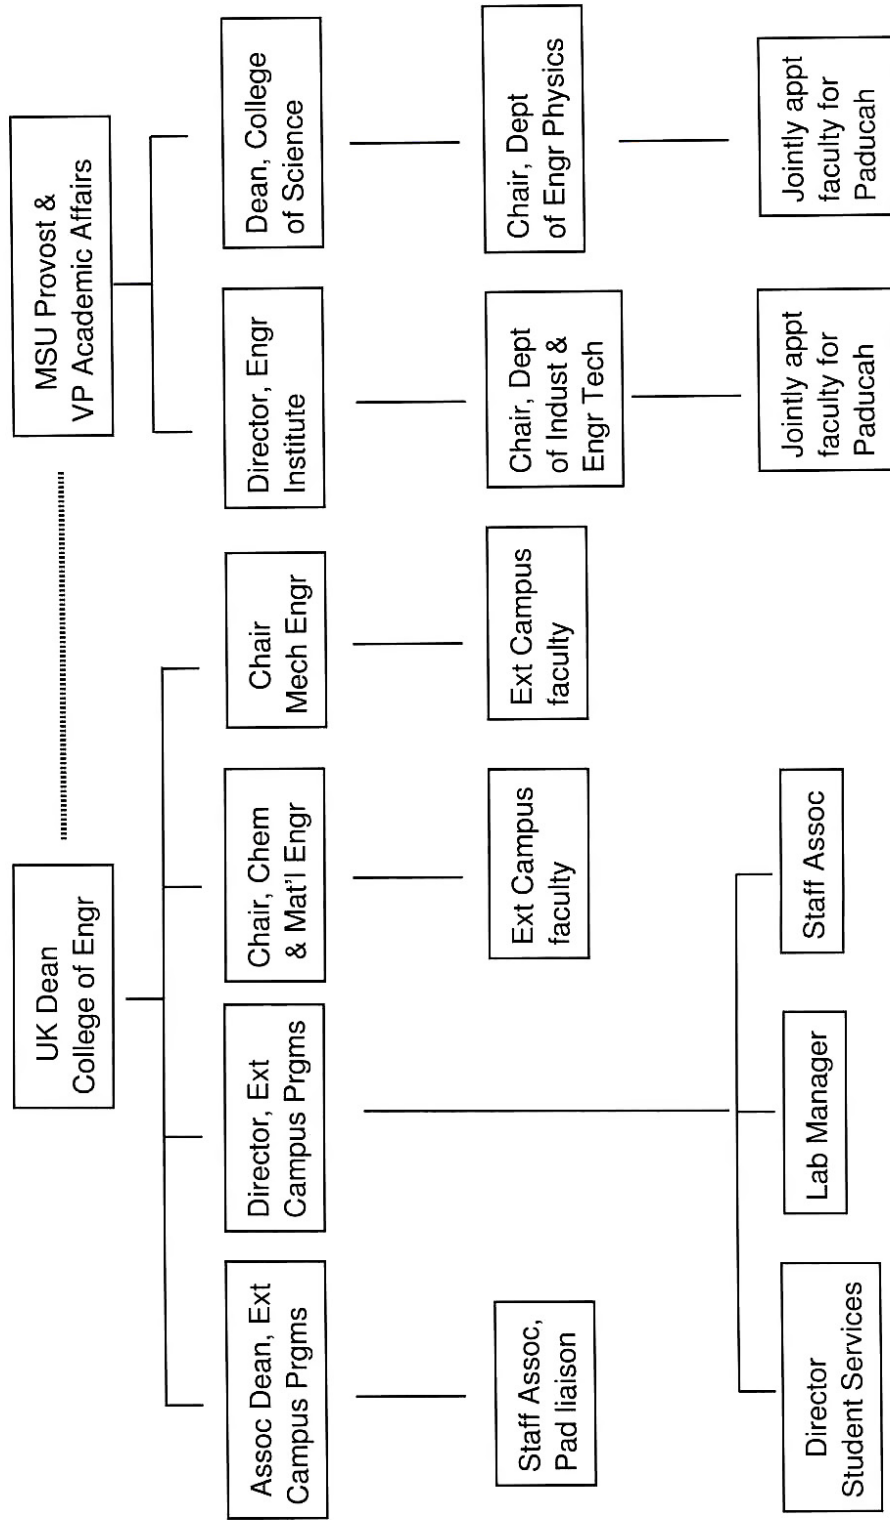 UK Dean
College of Engr
MSU Provost &
VP Academic Affairs
Assoc Dean, Ext
Campus Prgms
Director, Ext
Campus Prgms
Chair, Chem
& Mat'l Engr
Chair
Mech Engr
Director, Engr
Institute
Dean, College
of Science
Staff Assoc,
Pad liaison
Ext Campus
faculty
Ext Campus
faculty
Chair, Dept
of Indust &
Engr Tech
Chair, Dept
of Engr Physics
Director
Student Services
Lab Manager
Staff Assoc
Jointly appt
faculty for
Paducah
Jointly appt
faculty for
Paducah